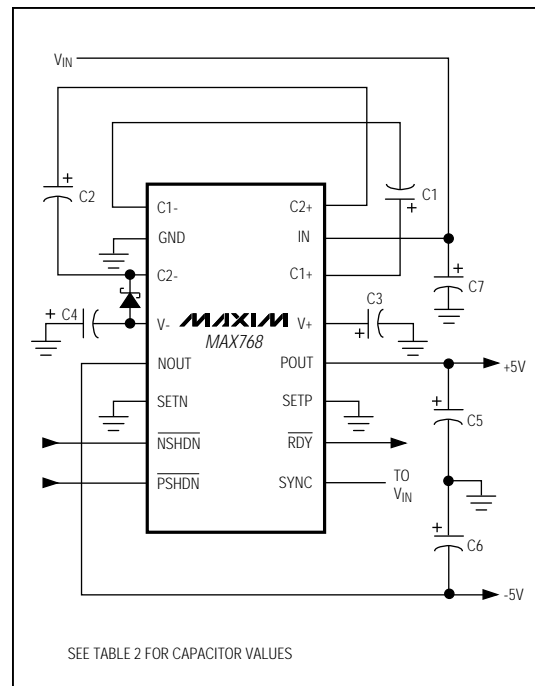 VIN
+
C2
+
C1
C1-
C2+
GND
IN
C2-
C1+
+
C7
+
C4
V-
MAXIM
MAX768
V+
C3
+
NOUT
POUT
+5V
SETN
SETP
+
C5
NSHDN
RDY
PSHDN
SYNC
TO
VIN
+
C6
-5V
SEE TABLE 2 FOR CAPACITOR VALUES